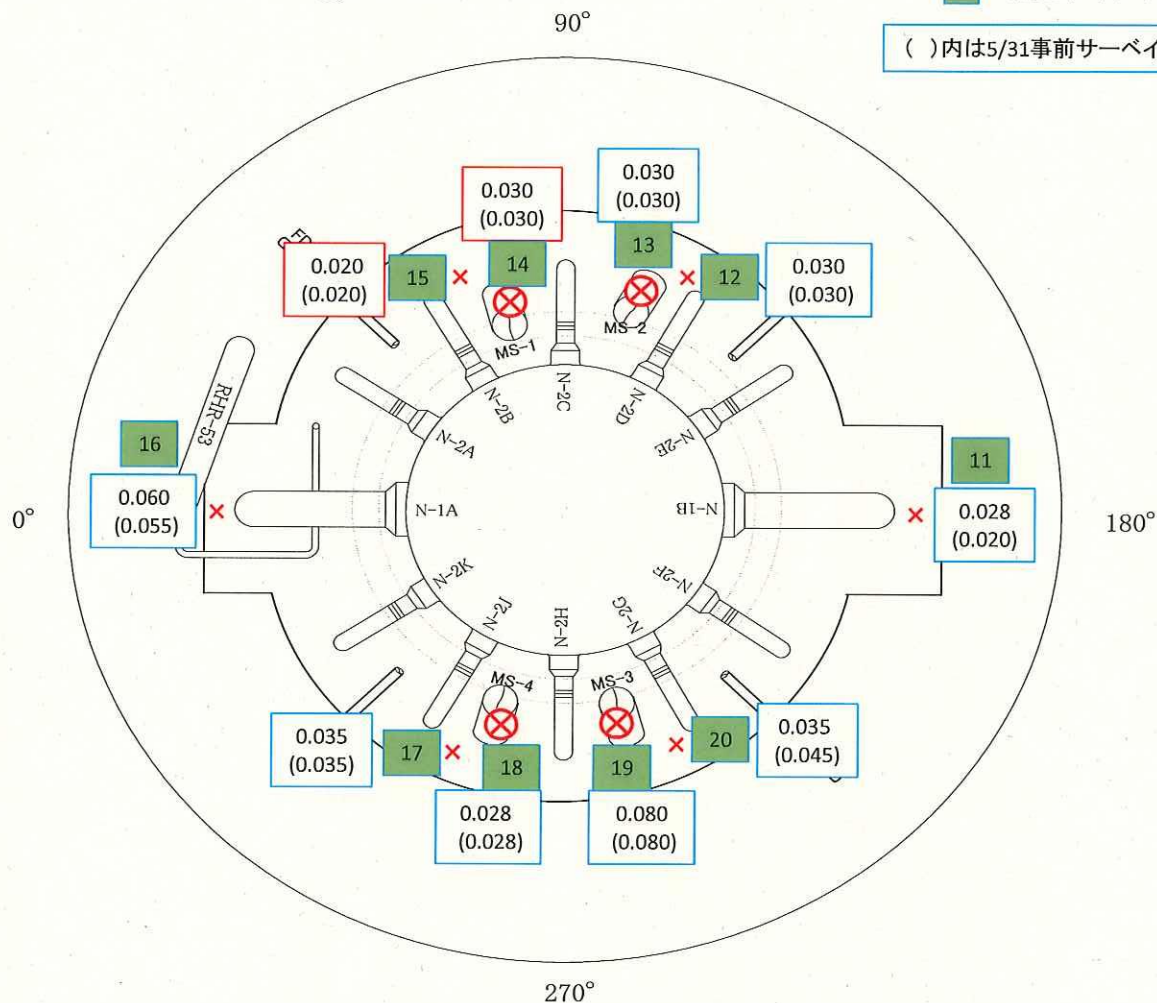 90°
( )内は5/31事前サーベイ
0.030
(0.030)
0.030
(0.030)
13
14
0.020
(0.020)
15
12
0.030
(0.030)
MS-1
MS-2
N-2B
N-2C
N-2D
RHR-53
N-2A
N-2E
16
11
0.060
(0.055)
0°
N-1A
N-1B
0.028
(0.020)
180°
N-2K
N-2F
N-2J
N-2H
N-2G
MS-4
MS-3
0.035
(0.035)
17
18
19
20
0.035
(0.045)
0.028
(0.028)
0.080
(0.080)
270°